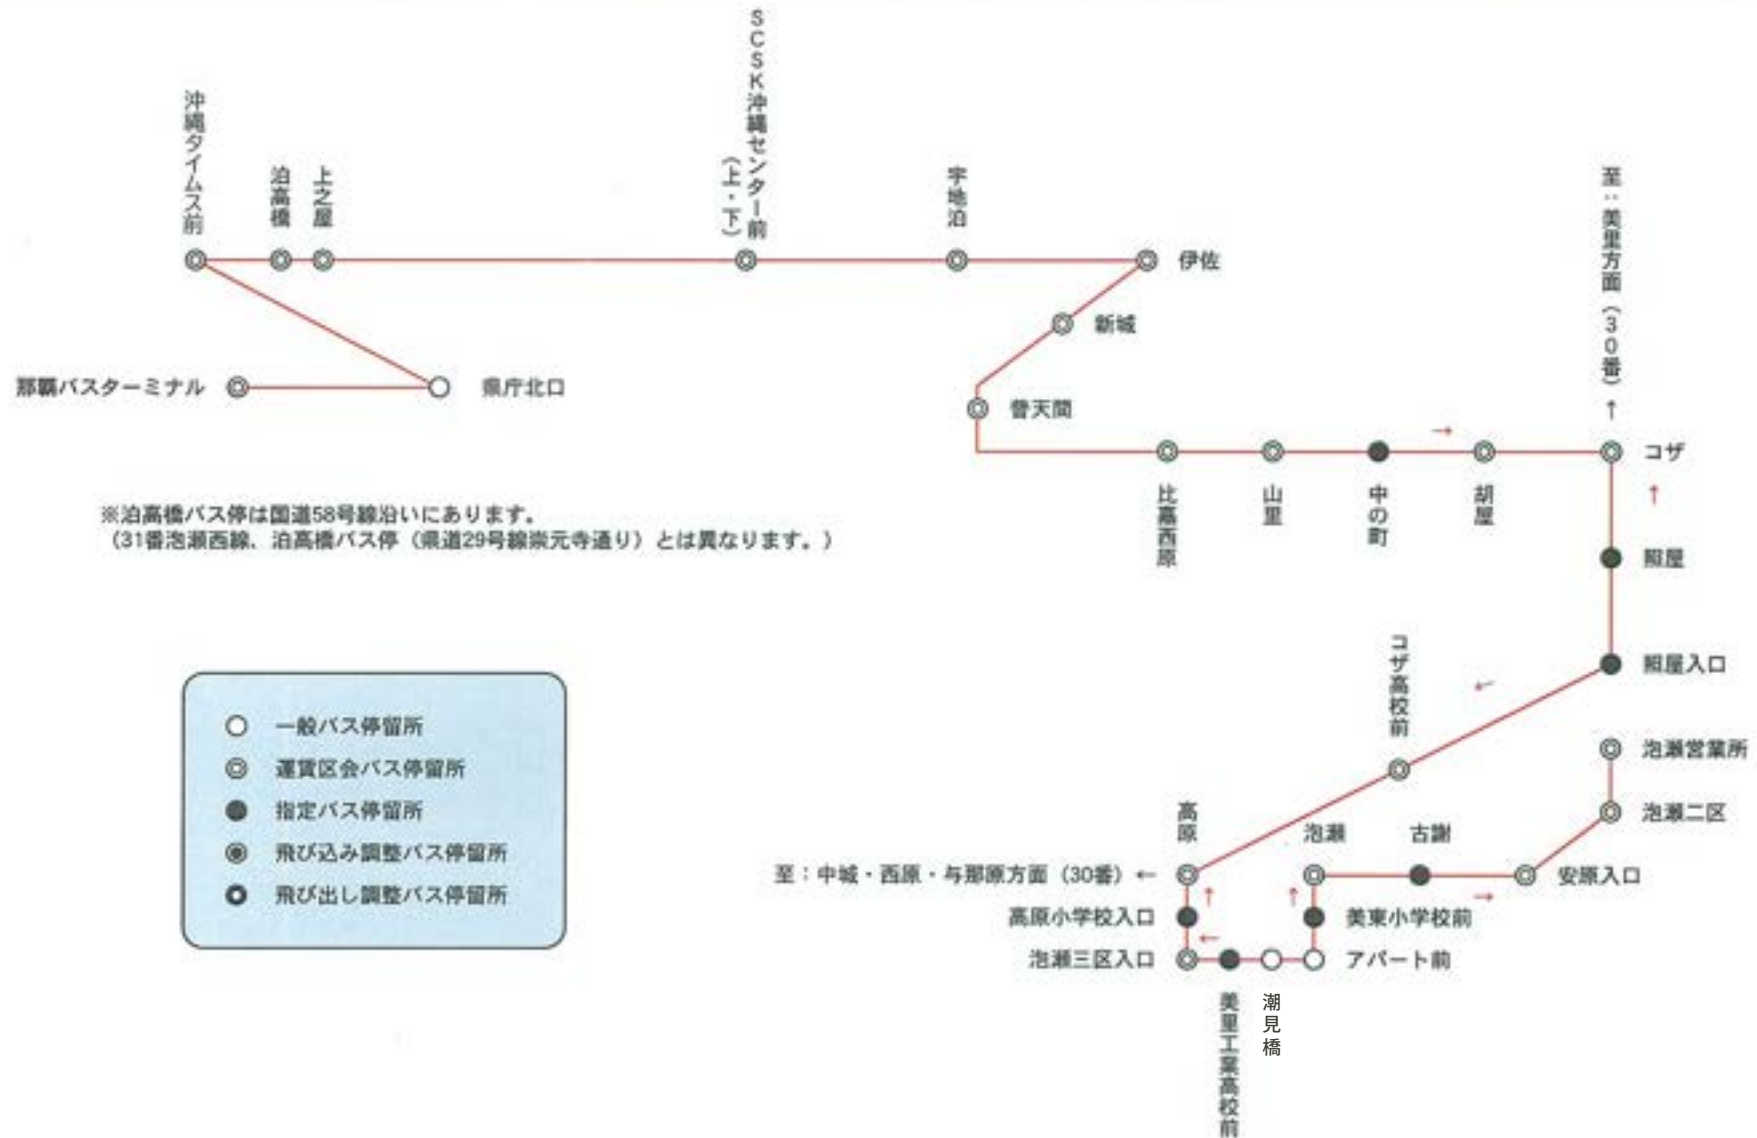 SCSK沖縄センター前
(上・下)
沖縄タイムス前
泊高橋
上之屋
宇地泊
至：美里方面（30番）↑
伊佐
新城
那覇バスターミナル
県庁北口
普天間
→
コザ
↑
比嘉西原
山里
中の町
胡屋
※泊高橋バス停は国道58号線沿いにあります。
（31番泡瀬西線、泊高橋バス停（県道29号線崇元寺通り）とは異なります。）
照屋
照屋入口
コザ高校前
←
泡瀬営業所
泡瀬二区
高原
泡瀬
古謝
至：中城・西原・与那原方面（30番）←
安原入口
→
高原小学校入口
↑
↑
美東小学校前
←
泡瀬三区入口
アパート前
美里工業高校前
潮見橋
一般バス停留所
運賃区会バス停留所
指定バス停留所
飛び込み調整バス停留所
飛び出し調整バス停留所